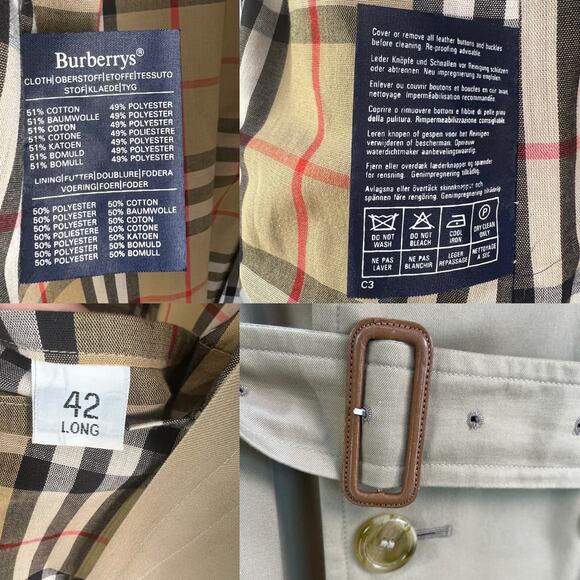 Burberrys®
CLOTH|OBERSTOFF|ETOFFE|TESSUTO
STOF|KLAEDE|TYG
51% COTTON 49% POLYESTER
51% BAUMWOLLE 49% POLYESTER
51% COTON 49% POLYESTER
51% COTONE 49% POLIESTERE
51% KATOEN 49% POLYESTER
51% BOMULD 49% POLYESTER
51% BOMULL 49% POLYESTER
LINING|FUTTER|DOUBLURE|FODERA
VOERING|FOER|FODER
50% POLYESTER 50% COTTON
50% POLYESTER 50% BAUMWOLLE
50% POLYESTER 50% COTON
50% POLIESTERE 50% COTONE
50% POLYESTER 50% KATOEN
50% POLYESTER 50% BOMULD
50% POLYESTER 50% BOMULL
Cover or remove all leather buttons and buckles
before cleaning. Re-proofing advisable.
Leder Knöpfe und Schnallen vor Reinigung schützen
oder abtrennen. Neu impregnierung zu empfehlen.
Enlever ou couvrir boutons et boucles en cuir avant
nettoyage. Imperméabilisation recommandée.
Coprire o rimuovere bottoni e fibbie di pelle prima
della pulitura. Rimpermeabilizzazione consigliabile.
Leren knopen of gespen voor het Reinigen
verwijderen of beschermen. Opnieuw
waterdichtmaken aanbevelenswaardig.
Fjern eller overdæk læderknapper og spænder
for rensning. Genimprægnering tilrådelig.
Avlagsna eller övertäck skinnknappar och
spännen före rengöring. Genimpregnering tillrådlig.
DO NOT WASH
DO NOT BLEACH
COOL IRON
P
DRY CLEAN ONLY
NE PAS LAVER
NE PAS BLANCHIR
LEGER REPASSAGE
NETTOYAGE A SEC
C3
42
LONG